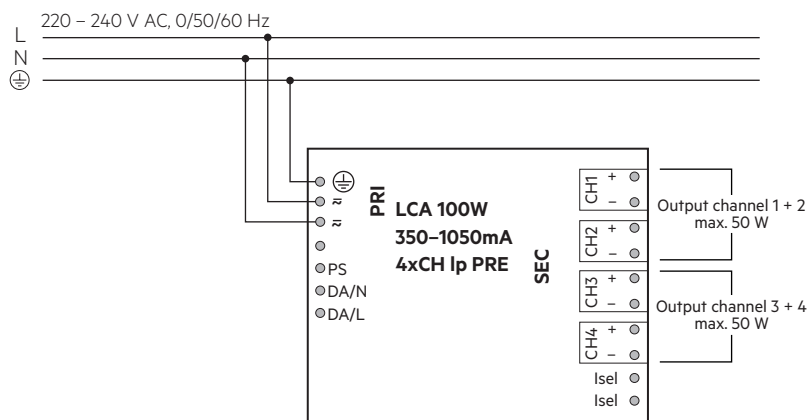 220 – 240 V AC, 0/50/60 Hz
L
N
PRI
LCA 100W
350–1050mA
4xCH lp PRE
SEC
PS
DA/N
DA/L
CH1
+
–
CH2
+
–
CH3
+
–
CH4
+
–
Isel
Isel
Output channel 1 + 2
max. 50 W
Output channel 3 + 4
max. 50 W